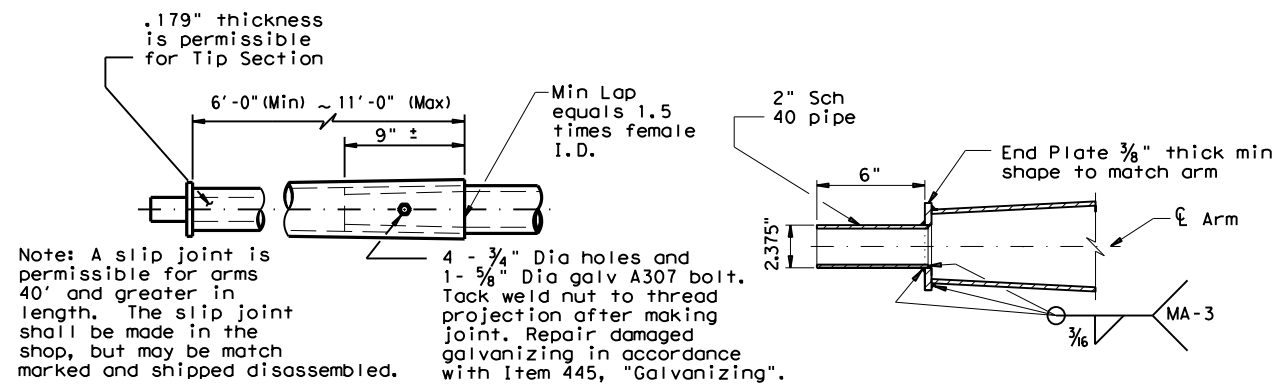 .179" thickness
is permissible
for Tip Section
6'-0"(Min) ~ 11'-0" (Max)
9" ±
Min Lap
equals 1.5
times female
I.D.
Note: A slip joint is
permissible for arms
40' and greater in
length. The slip joint
shall be made in the
shop, but may be match
marked and shipped disassembled.
4 - 3/4" Dia holes and
1- 5/8" Dia galv A307 bolt.
Tack weld nut to thread
projection after making
joint. Repair damaged
galvanizing in accordance
with Item 445, "Galvanizing".
2" Sch
40 pipe
6"
2.375"
End Plate 3/8" thick min
shape to match arm
℄ Arm
3/16
MA-3